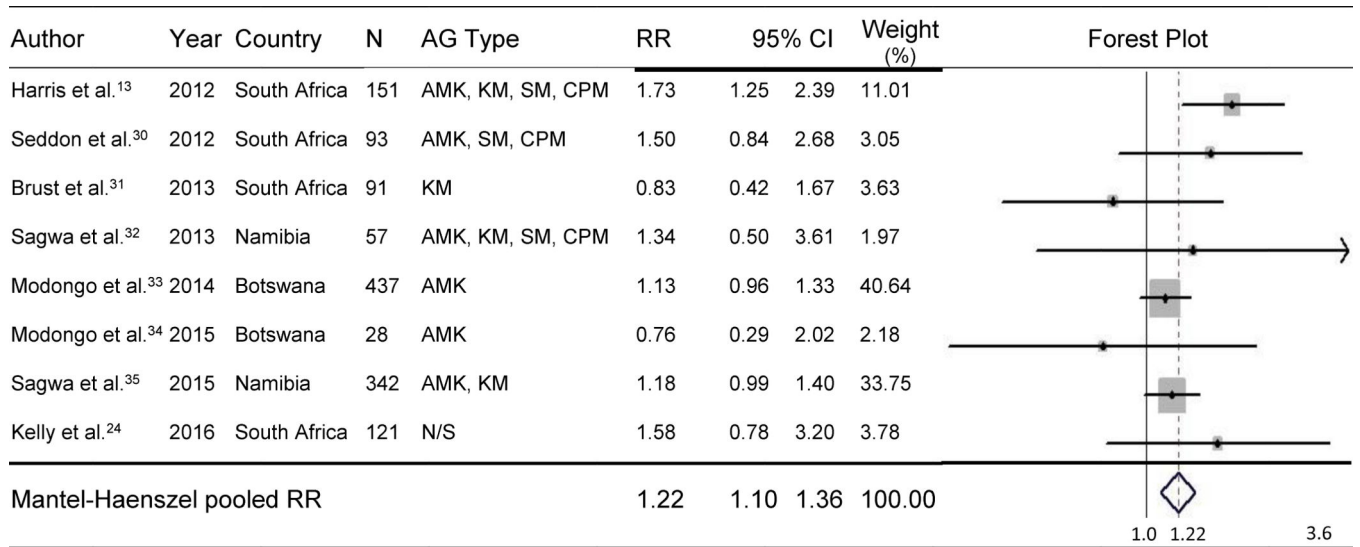 Author Year Country N AG Type RR 95% CI Weight (%) Forest Plot
Harris et al.13 2012 South Africa 151 AMK, KM, SM, CPM 1.73 1.25 2.39 11.01
Seddon et al.30 2012 South Africa 93 AMK, SM, CPM 1.50 0.84 2.68 3.05
Brust et al.31 2013 South Africa 91 KM 0.83 0.42 1.67 3.63
Sagwa et al.32 2013 Namibia 57 AMK, KM, SM, CPM 1.34 0.50 3.61 1.97
Modongo et al.33 2014 Botswana 437 AMK 1.13 0.96 1.33 40.64
Modongo et al.34 2015 Botswana 28 AMK 0.76 0.29 2.02 2.18
Sagwa et al.35 2015 Namibia 342 AMK, KM 1.18 0.99 1.40 33.75
Kelly et al.24 2016 South Africa 121 N/S 1.58 0.78 3.20 3.78
Mantel-Haenszel pooled RR 1.22 1.10 1.36 100.00
1.0 1.22 3.6